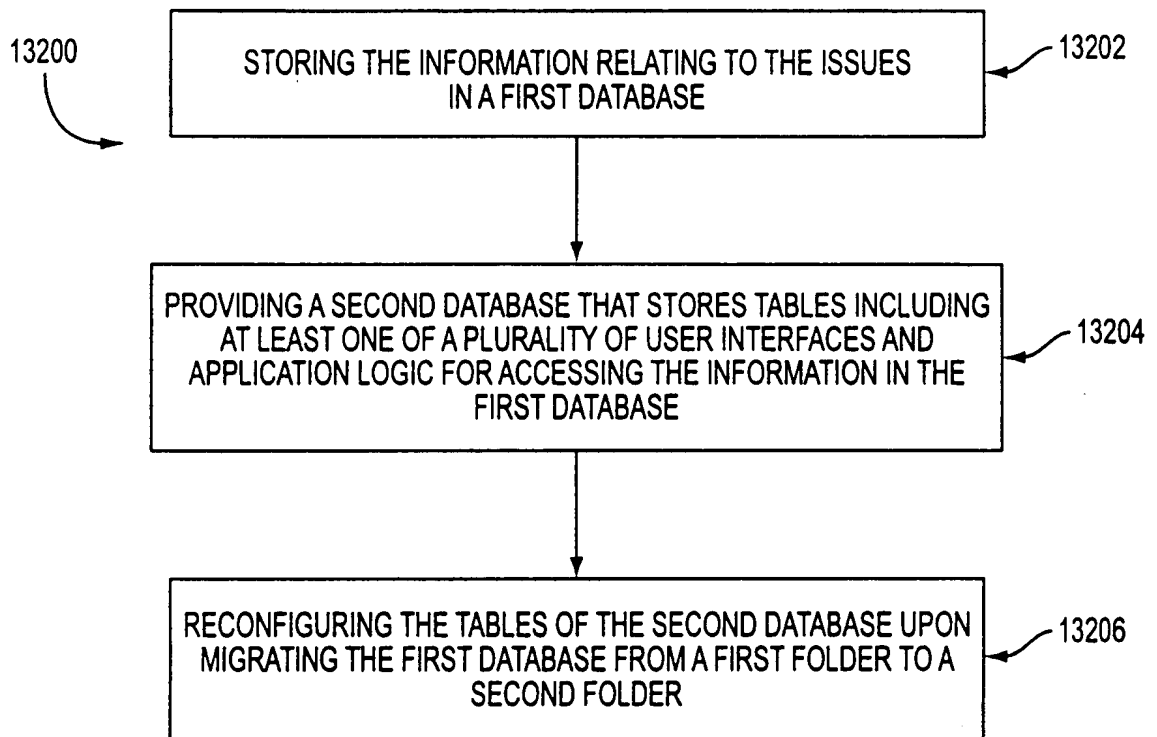 13200
STORING THE INFORMATION RELATING TO THE ISSUES
IN A FIRST DATABASE
13202
PROVIDING A SECOND DATABASE THAT STORES TABLES INCLUDING
AT LEAST ONE OF A PLURALITY OF USER INTERFACES AND
APPLICATION LOGIC FOR ACCESSING THE INFORMATION IN THE
FIRST DATABASE
13204
RECONFIGURING THE TABLES OF THE SECOND DATABASE UPON
MIGRATING THE FIRST DATABASE FROM A FIRST FOLDER TO A
SECOND FOLDER
13206